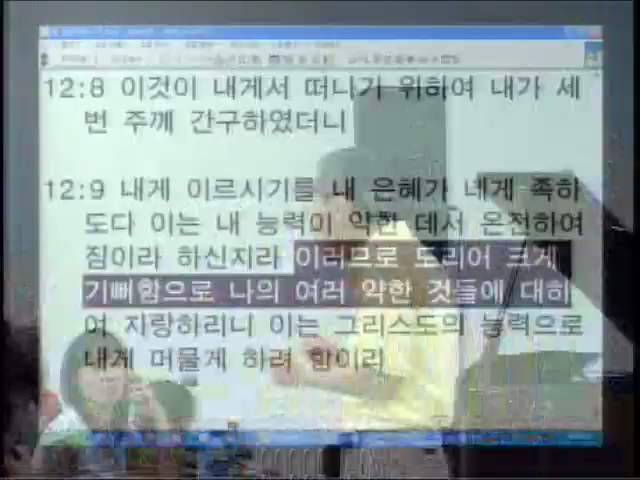 12:8 이것이 내게서 떠나기 위하여 내가 세
번 주께 간구하였더니
12:9 내게 이르시기를 내 은혜가 네게 족하
도다 이는 내 능력이 약한 데서 온전하여
짐이라 하신지라 이러므로 도리어 크게
기뻐함으로 나의 여러 약한 것들에 대하
여 자랑하리니 이는 그리스도의 능력으로
내게 머물게 하려 함이라